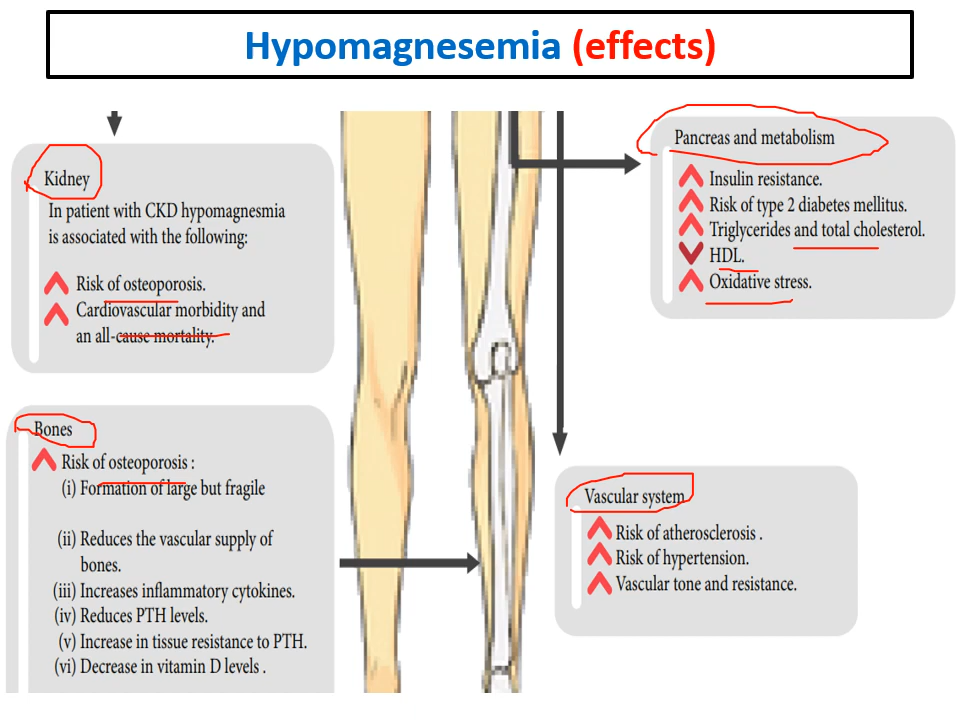 Hypomagnesemia (effects)
Kidney
In patient with CKD hypomagnesmia
is associated with the following:
Risk of osteoporosis.
Cardiovascular morbidity and
an all-cause mortality.
Bones
Risk of osteoporosis :
(i) Formation of large but fragile
(ii) Reduces the vascular supply of
bones.
(iii) Increases inflammatory cytokines.
(iv) Reduces PTH levels.
(v) Increase in tissue resistance to PTH.
(vi) Decrease in vitamin D levels .
Pancreas and metabolism
Insulin resistance.
Risk of type 2 diabetes mellitus.
Triglycerides and total cholesterol.
HDL.
Oxidative stress.
Vascular system
Risk of atherosclerosis .
Risk of hypertension.
Vascular tone and resistance.